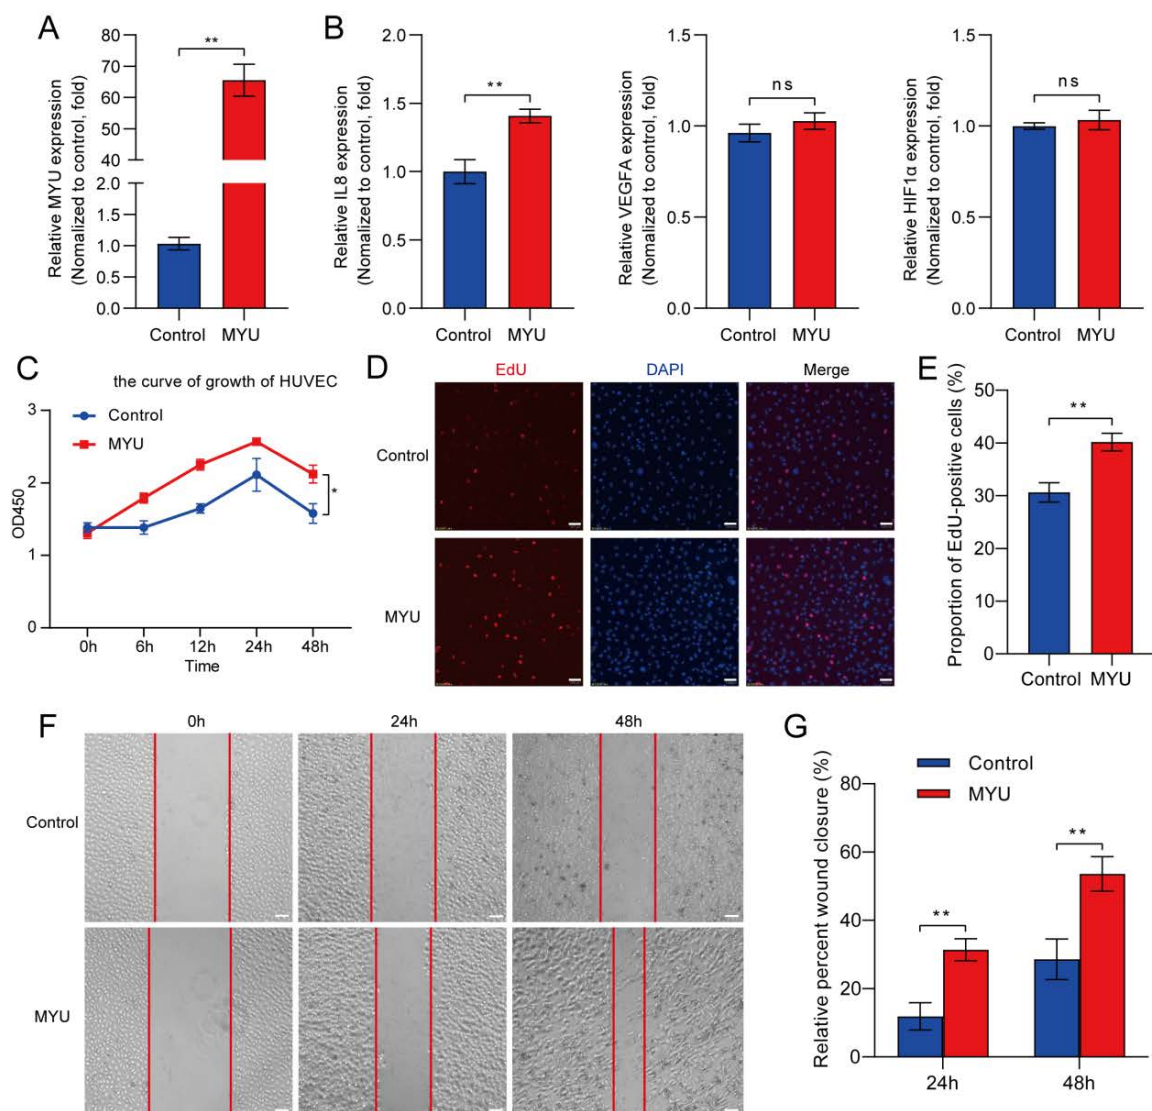 A
Relative MYU expression
(Nomalized to control, fold)
80
70
60
50
40
2.0
1.5
1.0
0.5
0.0
**
Control
MYU
B
Relative IL8 expression
(Nomalized to control, fold)
2.0
1.5
1.0
0.5
0.0
**
Control
MYU
Relative VEGFA expression
(Nomalized to control, fold)
1.5
1.0
0.5
0.0
ns
Control
MYU
Relative HIF1α expression
(Nomalized to control, fold)
1.5
1.0
0.5
0.0
ns
Control
MYU
C
the curve of growth of HUVEC
Control
MYU
OD450
3
2
1
0
*
0h
6h
12h
24h
48h
Time
D
EdU
DAPI
Merge
Control
MYU
E
Proportion of EdU-positive cells (%)
50
40
30
20
10
0
**
Control
MYU
F
0h
24h
48h
Control
MYU
G
Control
MYU
Relative percent wound closure (%)
80
60
40
20
0
**
**
24h
48h